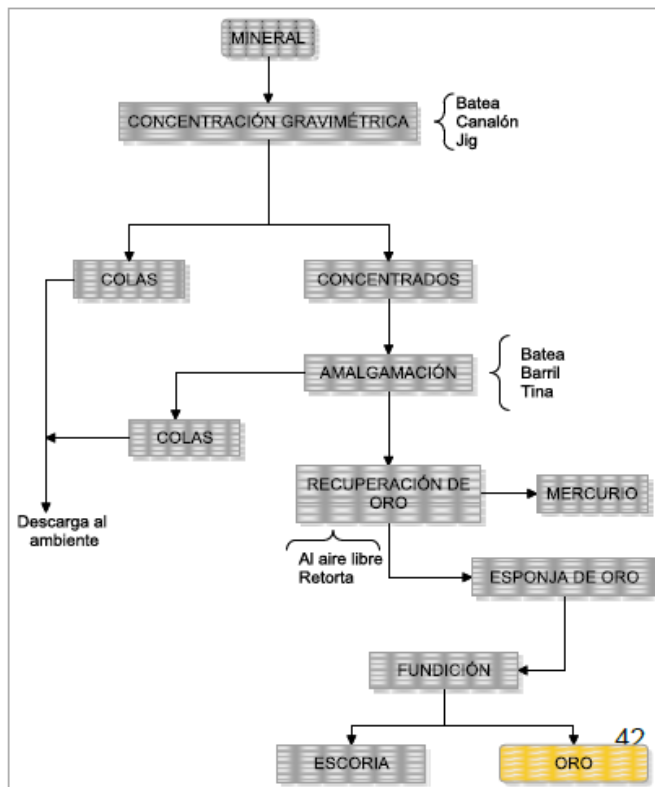 MINERAL
CONCENTRACIÓN GRAVIMÉTRICA
Batea
Canalón
Jig
COLAS
CONCENTRADOS
AMALGAMACIÓN
Batea
Barril
Tina
COLAS
RECUPERACIÓN DE
ORO
MERCURIO
Descarga al
ambiente
Al aire libre
Retorta
ESPONJA DE ORO
FUNDICIÓN
42
ESCORIA
ORO